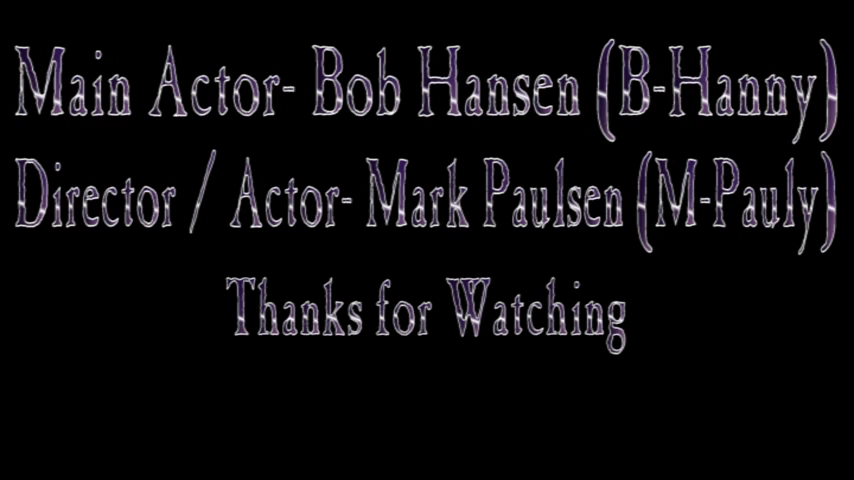 Main Actor- Bob Hansen (B-Hanny)
Director / Actor- Mark Paulsen (M-Pauly)
Thanks for Watching